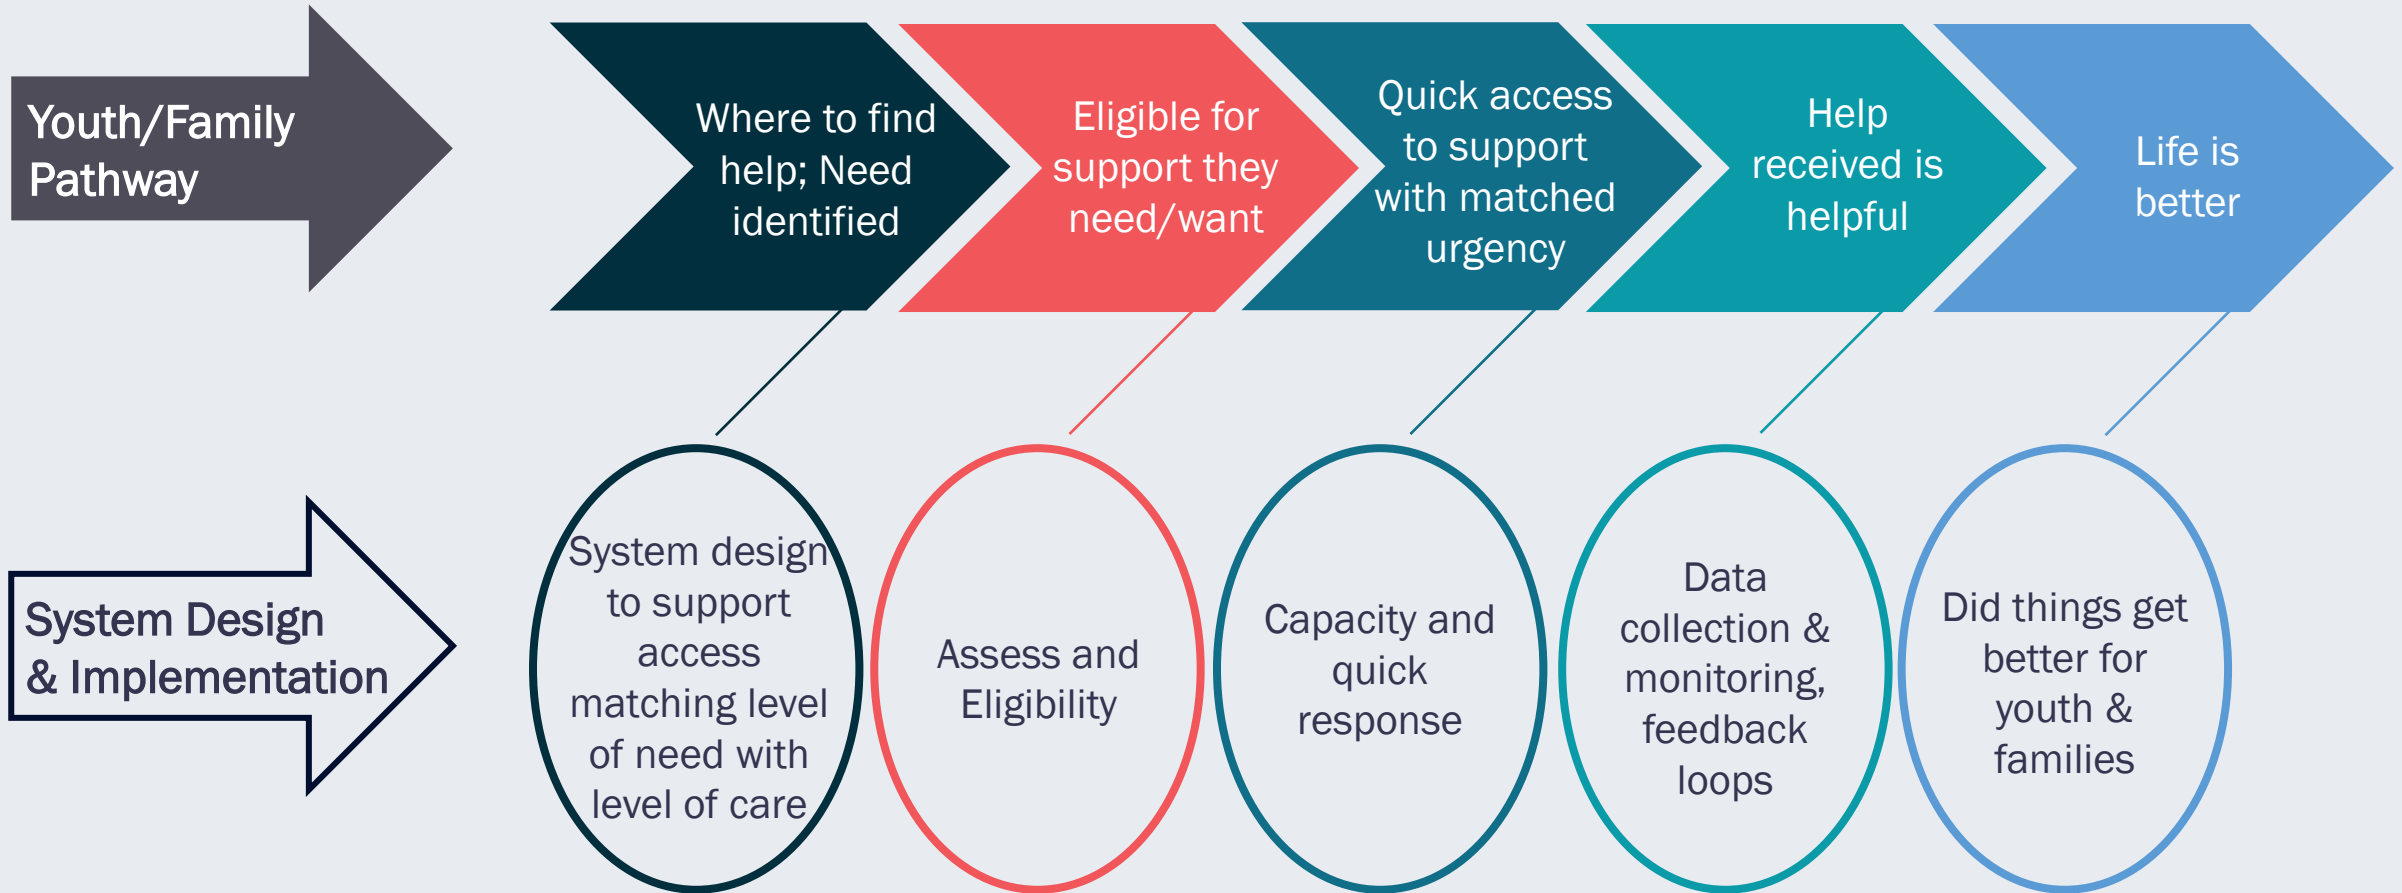 Youth/Family
Pathway
Where to find
help; Need
identified
Eligible for
support they
need/want
Quick access
to support
with matched
urgency
Help
received is
helpful
Life is
better
System Design
& Implementation
System design
to support
access
matching level
of need with
level of care
Assess and
Eligibility
Capacity and
quick
response
Data
collection &
monitoring,
feedback
loops
Did things get
better for
youth &
families